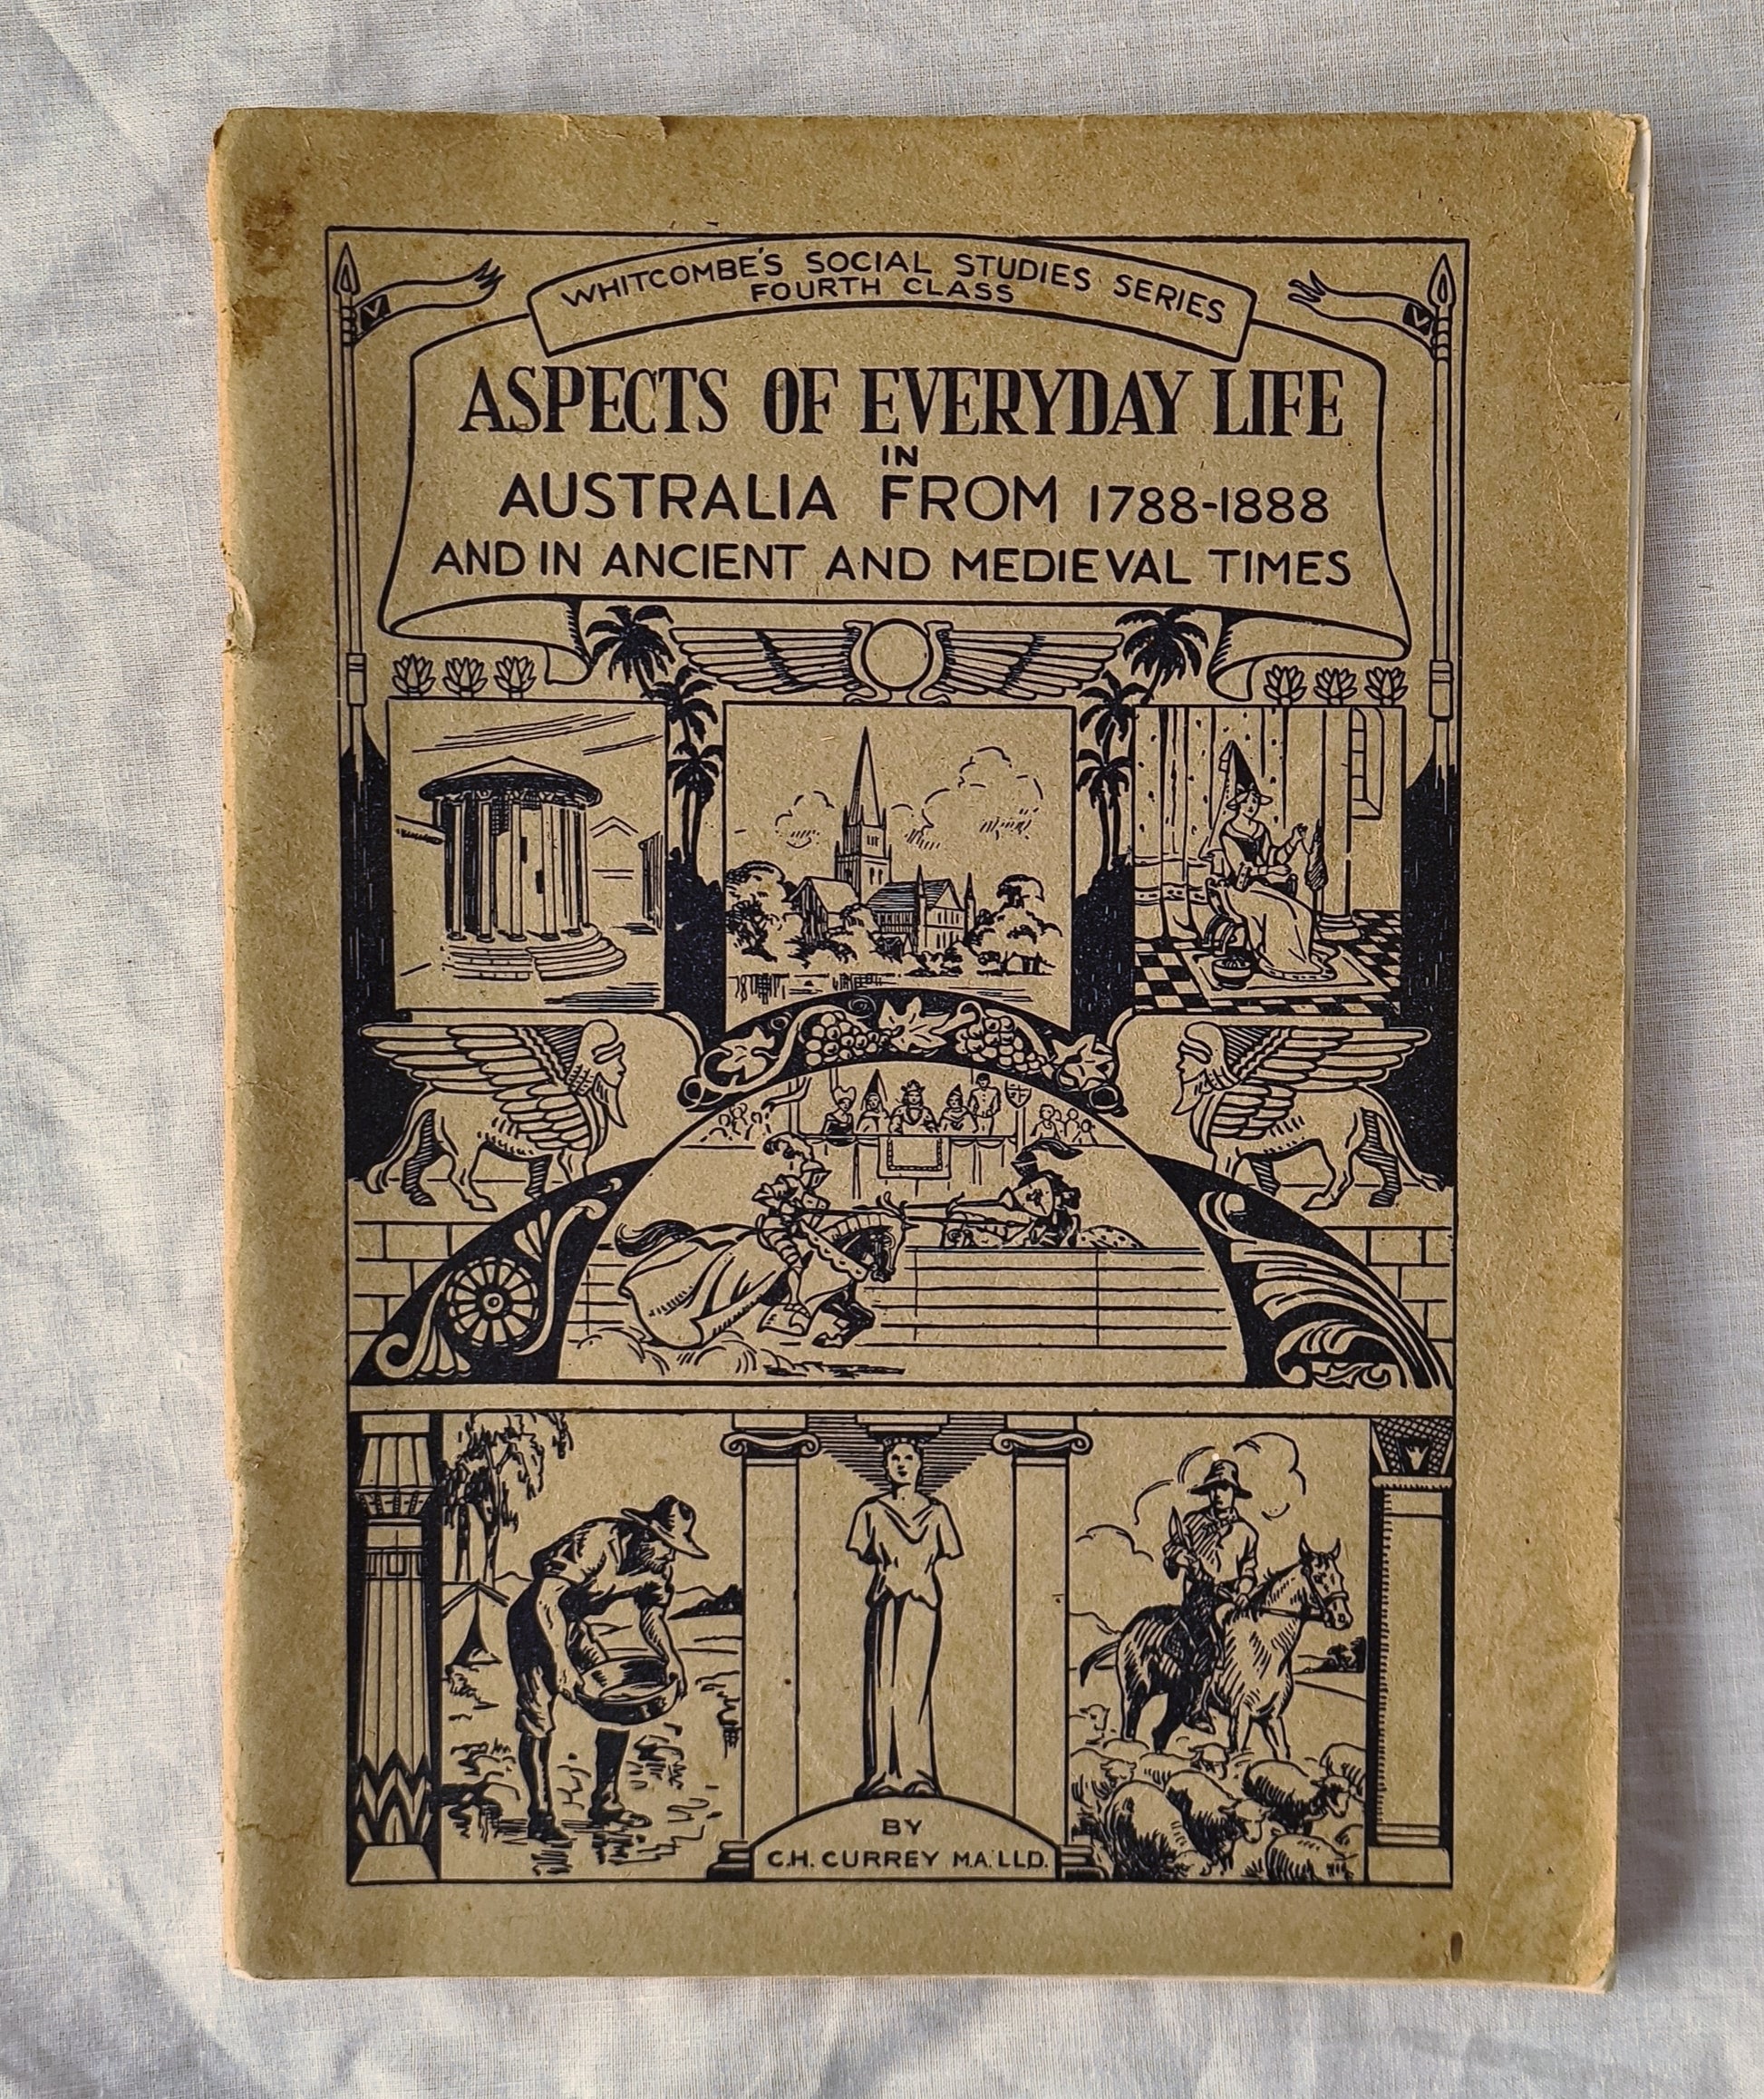 WHITCOMBE'S SOCIAL STUDIES SERIES
FOURTH CLASS
ASPECTS OF EVERYDAY LIFE
IN
AUSTRALIA FROM 1788-1888
AND IN ANCIENT AND MEDIEVAL TIMES
BY
C.H. CURREY M.A. LLD.